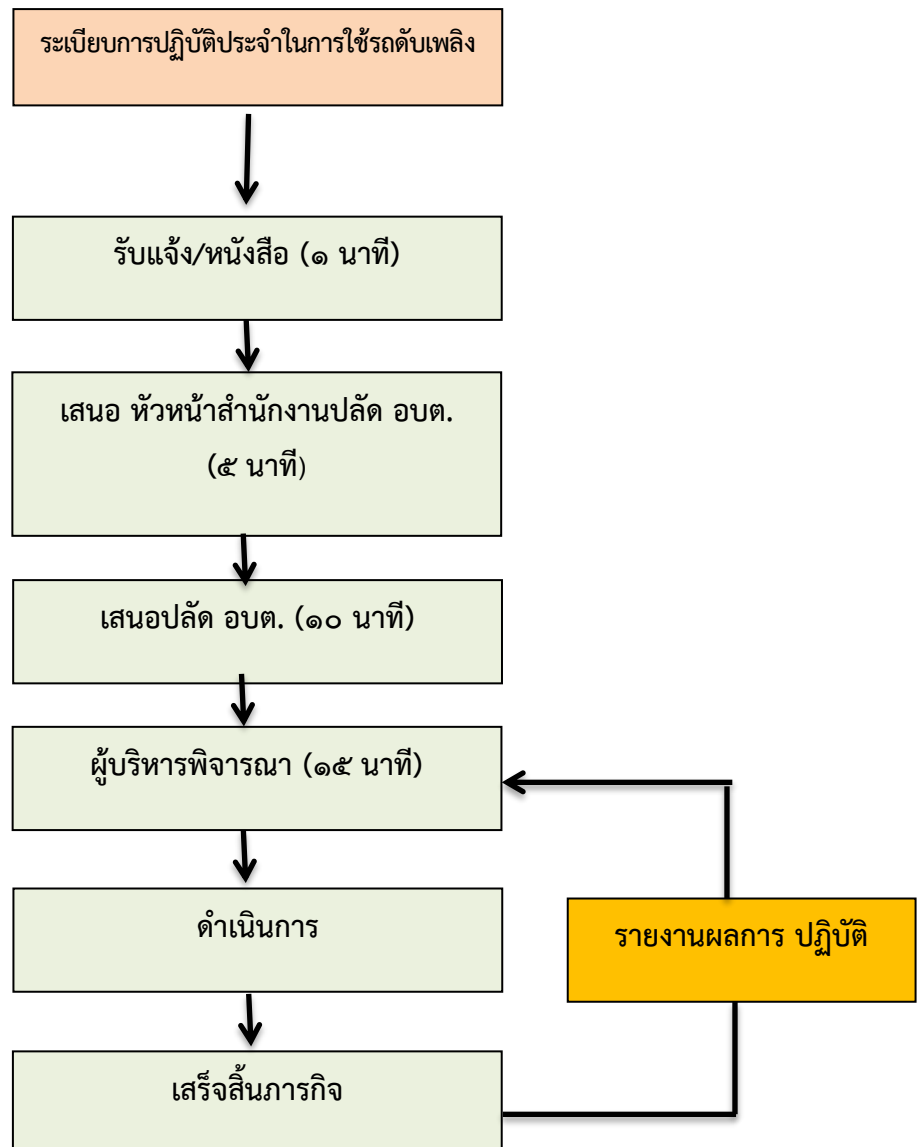 ระเบียบการปฏิบัติประจำในการใช้รถดับเพลิง
รับแจ้ง/หนังสือ (๑ นาที)
เสนอ หัวหน้าสำนักงานปลัด อบต.
(๕ นาที)
เสนอปลัด อบต. (๑๐ นาที)
ผู้บริหารพิจารณา (๑๕ นาที)
ดำเนินการ
รายงานผลการ ปฏิบัติ
เสร็จสิ้นภารกิจ